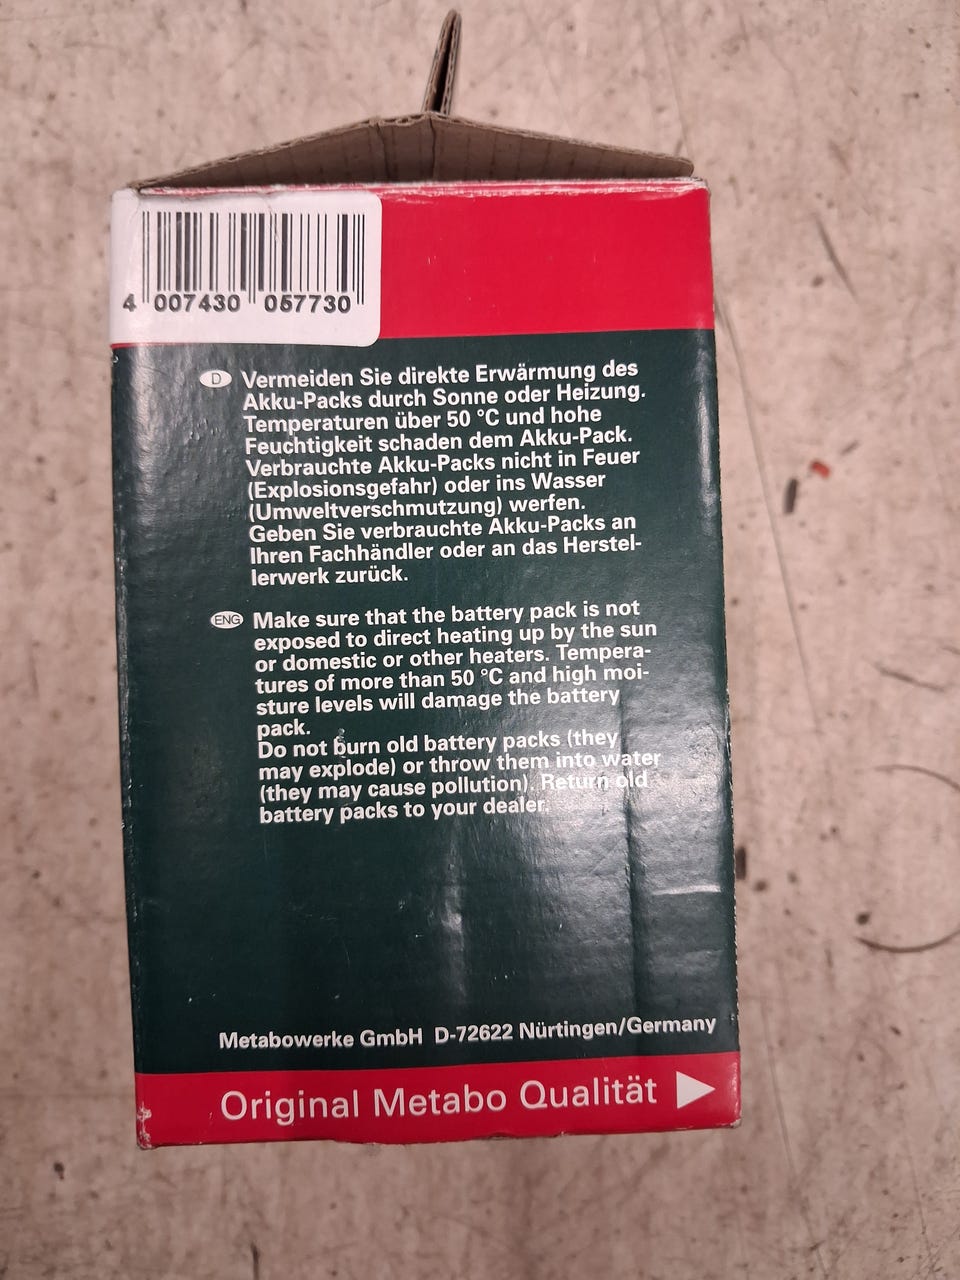 4 007430 057730
D Vermeiden Sie direkte Erwärmung des
Akku-Packs durch Sonne oder Heizung.
Temperaturen über 50 °C und hohe
Feuchtigkeit schaden dem Akku-Pack.
Verbrauchte Akku-Packs nicht in Feuer
(Explosionsgefahr) oder ins Wasser
(Umweltverschmutzung) werfen.
Geben Sie verbrauchte Akku-Packs an
Ihren Fachhändler oder an das Herstel-
lerwerk zurück.
ENG Make sure that the battery pack is not
exposed to direct heating up by the sun
or domestic or other heaters. Tempera-
tures of more than 50 °C and high moi-
sture levels will damage the battery
pack.
Do not burn old battery packs (they
may explode) or throw them into water
(they may cause pollution). Return old
battery packs to your dealer.
Metabowerke GmbH D-72622 Nürtingen/Germany
Original Metabo Qualität